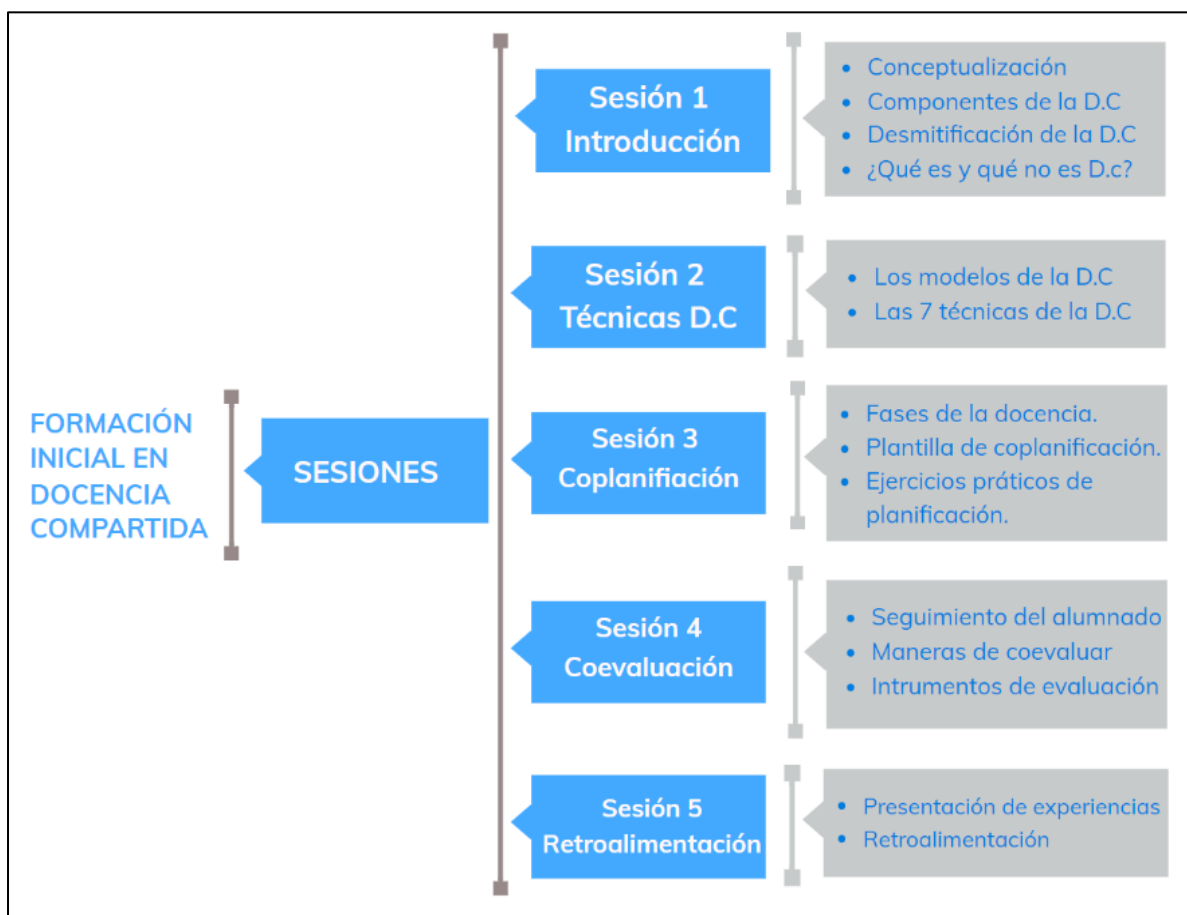 FORMACIÓN
INICIAL EN
DOCENCIA
COMPARTIDA
SESIONES
Sesión 1
Introducción
• Conceptualización
• Componentes de la D.C
• Desmitificación de la D.C
• ¿Qué es y qué no es D.c?
Sesión 2
Técnicas D.C
• Los modelos de la D.C
• Las 7 técnicas de la D.C
Sesión 3
Coplanifiación
• Fases de la docencia.
• Plantilla de coplanificación.
• Ejercicios práticos de
planificación.
Sesión 4
Coevaluación
• Seguimiento del alumnado
• Maneras de coevaluar
• Intrumentos de evaluación
Sesión 5
Retroalimentación
• Presentación de experiencias
• Retroalimentación